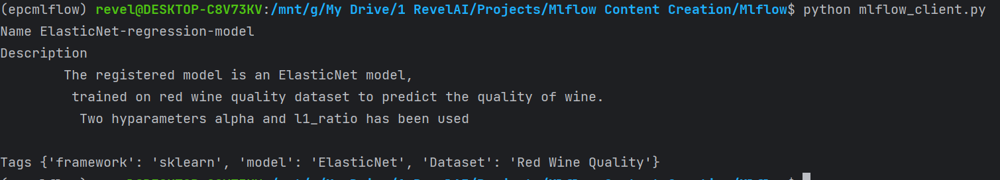 (epcmlflow) revel@DESKTOP-C8V73KV:/mnt/g/My Drive/1 RevelAI/Projects/Mlflow Content Creation/Mlflow$ python mlflow_client.py
Name ElasticNet-regression-model
Description
The registered model is an ElasticNet model,
trained on red wine quality dataset to predict the quality of wine.
Two hyparameters alpha and l1_ratio has been used
Tags {'framework': 'sklearn', 'model': 'ElasticNet', 'Dataset': 'Red Wine Quality'}